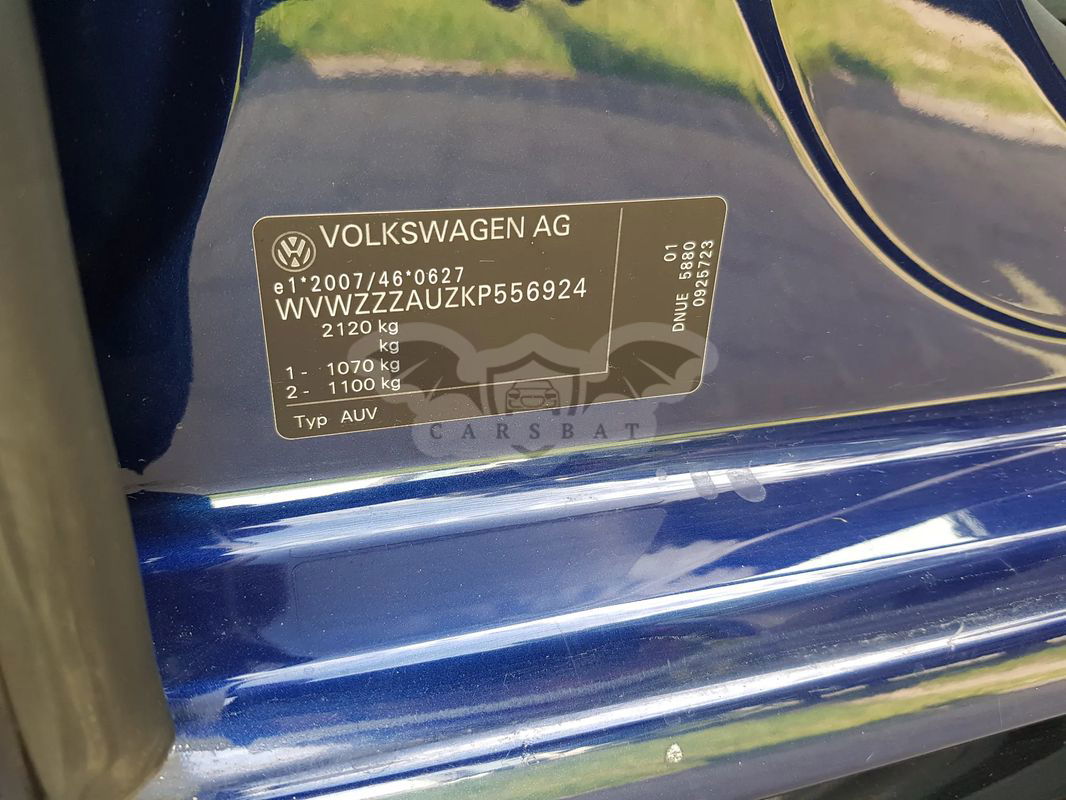 VOLKSWAGEN AG
e1*2007/46*0627
WVWZZZAUZKP556924
2120 kg
kg
1 - 1070 kg
2 - 1100 kg
Typ AUV
01
DNUE 5880
0925723
CARSBAT